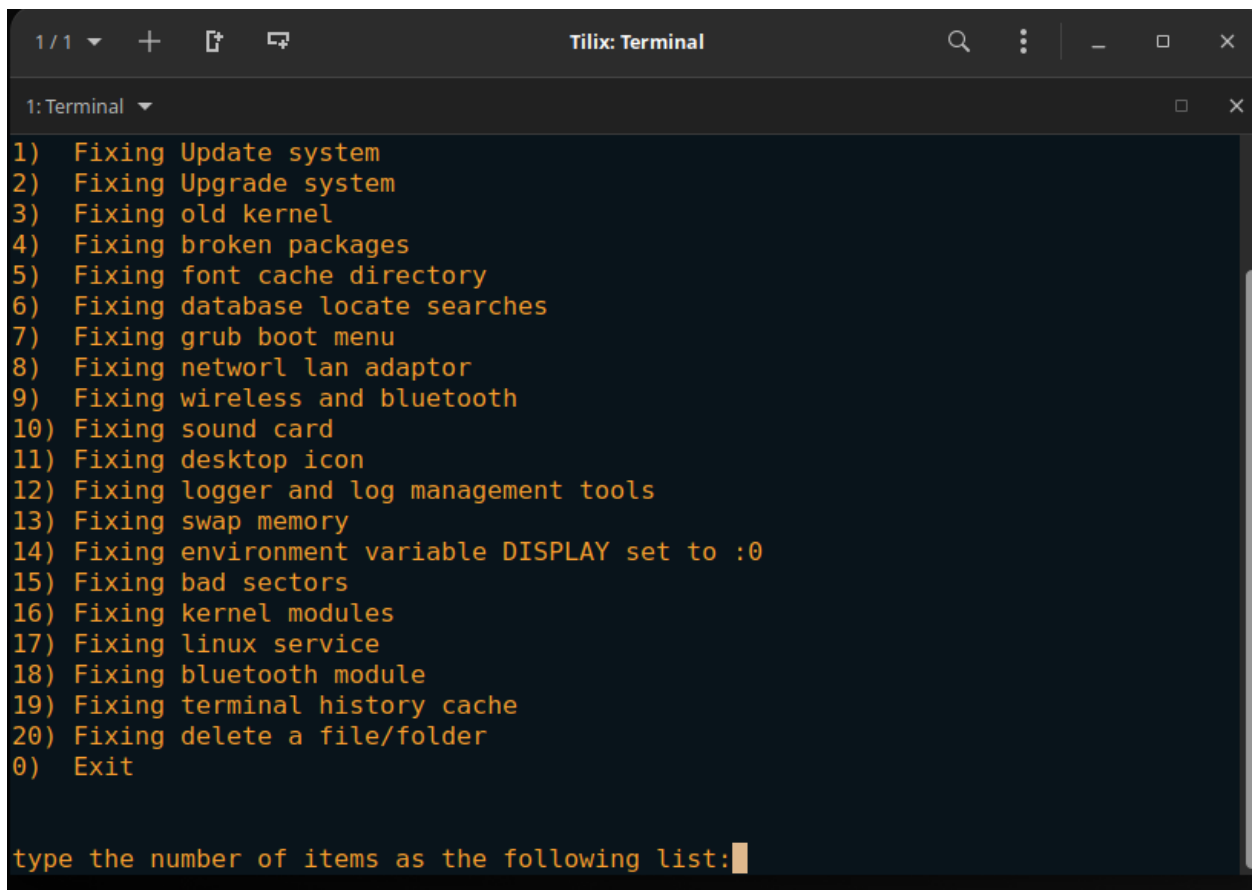 1 / 1
Tilix: Terminal
1: Terminal
1) Fixing Update system
2) Fixing Upgrade system
3) Fixing old kernel
4) Fixing broken packages
5) Fixing font cache directory
6) Fixing database locate searches
7) Fixing grub boot menu
8) Fixing networl lan adaptor
9) Fixing wireless and bluetooth
10) Fixing sound card
11) Fixing desktop icon
12) Fixing logger and log management tools
13) Fixing swap memory
14) Fixing environment variable DISPLAY set to :0
15) Fixing bad sectors
16) Fixing kernel modules
17) Fixing linux service
18) Fixing bluetooth module
19) Fixing terminal history cache
20) Fixing delete a file/folder
0) Exit
type the number of items as the following list: